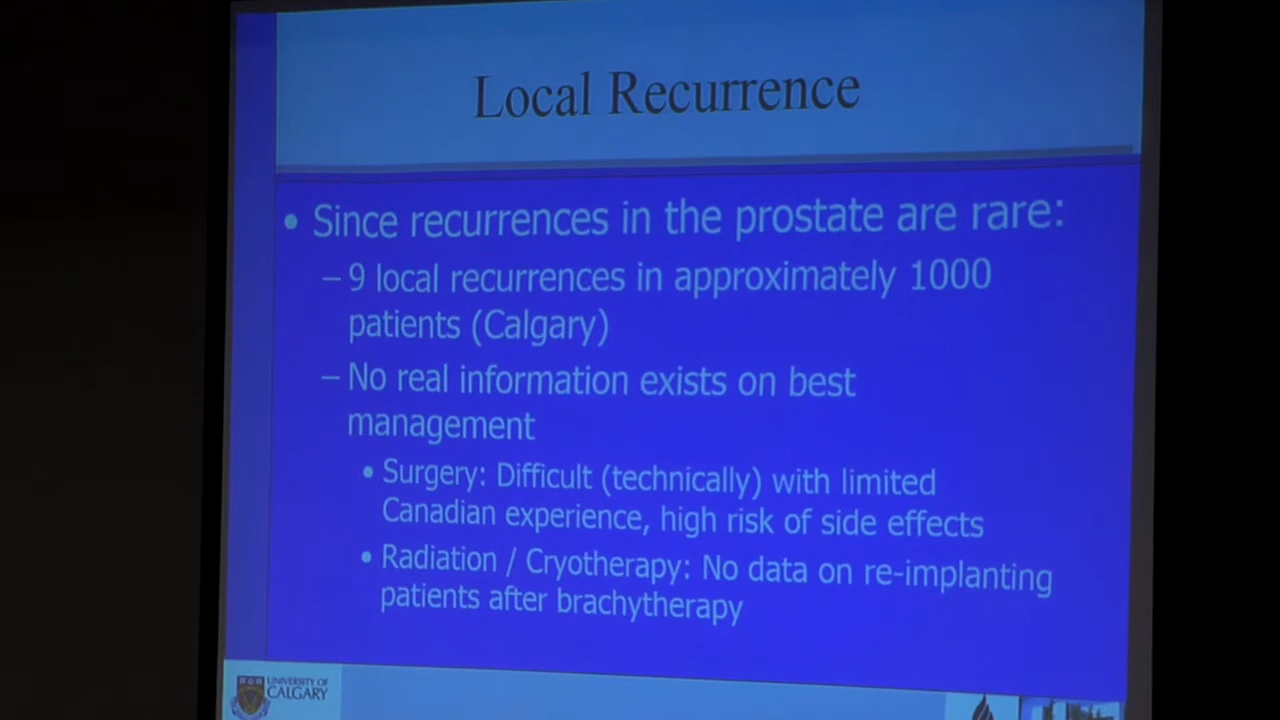 Local Recurrence
• Since recurrences in the prostate are rare:
– 9 local recurrences in approximately 1000
patients (Calgary)
– No real information exists on best
management
• Surgery: Difficult (technically) with limited
Canadian experience, high risk of side effects
• Radiation / Cryotherapy: No data on re-implanting
patients after brachytherapy
UNIVERSITY OF
CALGARY